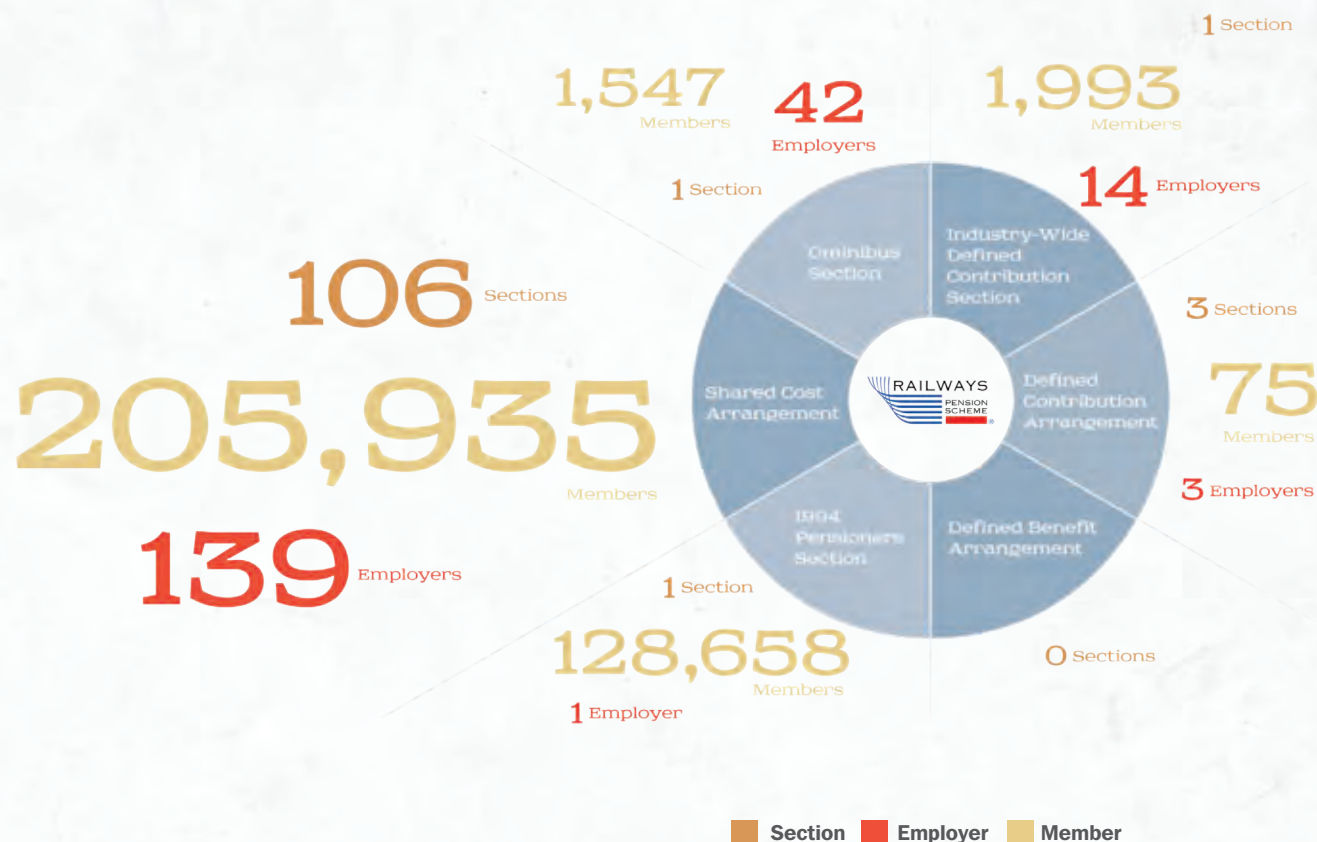 1 Section
1,547
Members
42
Employers
1,993
Members
1 Section
14 Employers
Ominibus
Section
Industry-Wide
Defined
Contribution
Section
106 Sections
205,935
Members
139 Employers
3 Sections
75
Members
3 Employers
Shared Cost
Arrangement
RAILWAYS
PENSION
SCHEME
Defined
Contribution
Arrangement
1994
Pensioners
Section
Defined Benefit
Arrangement
1 Section
128,658
Members
1 Employer
0 Sections
Section Employer Member